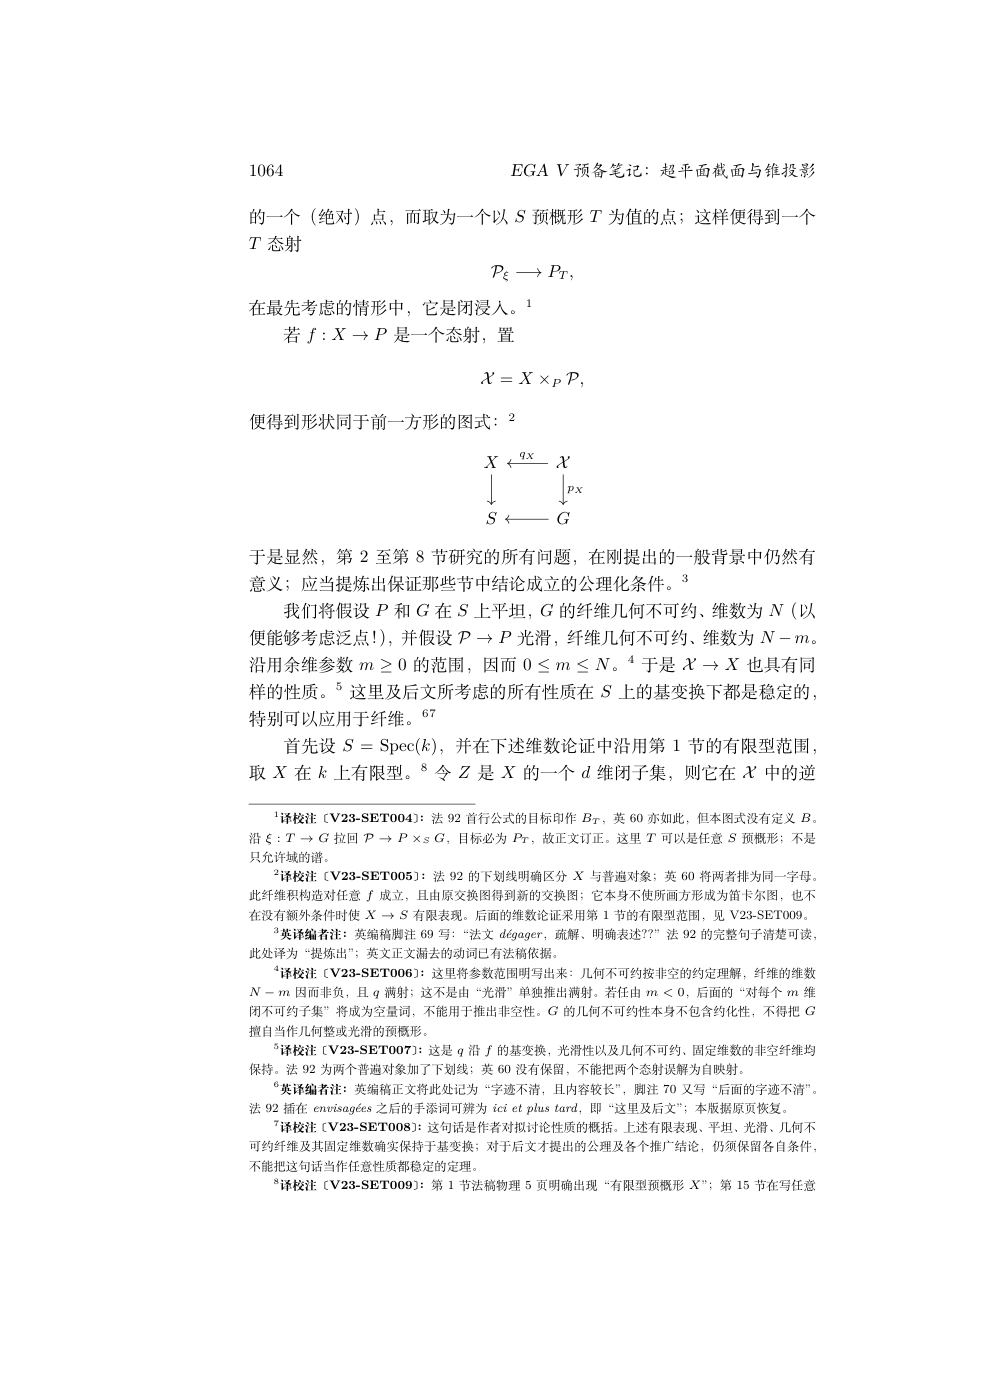 1064 EGA V 预备笔记：超平面截面与锥投影
的一个（绝对）点，而取为一个以 S 预概形 T 为值的点；这样便得到一个
T 态射
𝒫_ξ ⟶ P_T,
在最先考虑的情形中，它是闭浸入。¹
若 f : X → P 是一个态射，置
𝒳 = X ×_P 𝒫,
便得到形状同于前一方形的图式：²
X ⟵ 𝒳 q_X
p_X
S ⟵ G
于是显然，第 2 至第 8 节研究的所有问题，在刚提出的一般背景中仍然有
意义；应当提炼出保证那些节中结论成立的公理化条件。³
我们将假设 P 和 G 在 S 上平坦，G 的纤维几何不可约、维数为 N（以
便能够考虑泛点！），并假设 𝒫 → P 光滑，纤维几何不可约、维数为 N − m。
沿用余维参数 m ≥ 0 的范围，因而 0 ≤ m ≤ N。⁴ 于是 𝒳 → X 也具有同
样的性质。⁵ 这里及后文所考虑的所有性质在 S 上的基变换下都是稳定的，
特别可以应用于纤维。⁶⁷
首先设 S = Spec(k)，并在下述维数论证中沿用第 1 节的有限型范围，
取 X 在 k 上有限型。⁸ 令 Z 是 X 的一个 d 维闭子集，则它在 𝒳 中的逆
¹译校注〔V23-SET004〕：法 92 首行公式的目标印作 B_T，英 60 亦如此，但本图式没有定义 B。
沿 ξ : T → G 拉回 𝒫 → P ×_S G，目标必为 P_T，故正文订正。这里 T 可以是任意 S 预概形；不是
只允许域的谱。
²译校注〔V23-SET005〕：法 92 的下划线明确区分 X 与普遍对象；英 60 将两者排为同一字母。
此纤维积构造对任意 f 成立，且由原交换图得到新的交换图；它本身不使所画方形成为笛卡尔图，也不
在没有额外条件时使 X → S 有限表现。后面的维数论证采用第 1 节的有限型范围，见 V23-SET009。
³英译编者注：英编稿脚注 69 写：“法文 dégager，疏解、明确表述??” 法 92 的完整句子清楚可读，
此处译为“提炼出”；英文正文漏去的动词已有法稿依据。
⁴译校注〔V23-SET006〕：这里将参数范围明写出来：几何不可约按非空的约定理解，纤维的维数
N − m 因而非负，且 q 满射；这不是由“光滑”单独推出满射。若任由 m < 0，后面的“对每个 m 维
闭不可约子集”将成为空量词，不能用于推出非空性。G 的几何不可约性本身不包含约化性，不得把 G
擅自当作几何整或光滑的预概形。
⁵译校注〔V23-SET007〕：这是 q 沿 f 的基变换，光滑性以及几何不可约、固定维数的非空纤维均
保持。法 92 为两个普遍对象加了下划线；英 60 没有保留，不能把两个态射误解为自映射。
⁶英译编者注：英编稿正文将此处记为“字迹不清，且内容较长”，脚注 70 又写“后面的字迹不清”。
法 92 插在 envisagées 之后的手添词可辨为 ici et plus tard，即“这里及后文”；本版据原页恢复。
⁷译校注〔V23-SET008〕：这句话是作者对拟讨论性质的概括。上述有限表现、平坦、光滑、几何不
可约纤维及其固定维数确实保持于基变换；对于后文才提出的公理及各个推广结论，仍须保留各自条件，
不能把这句话当作任意性质都稳定的定理。
⁸译校注〔V23-SET009〕：第 1 节法稿物理 5 页明确出现“有限型预概形 X”；第 15 节在写任意